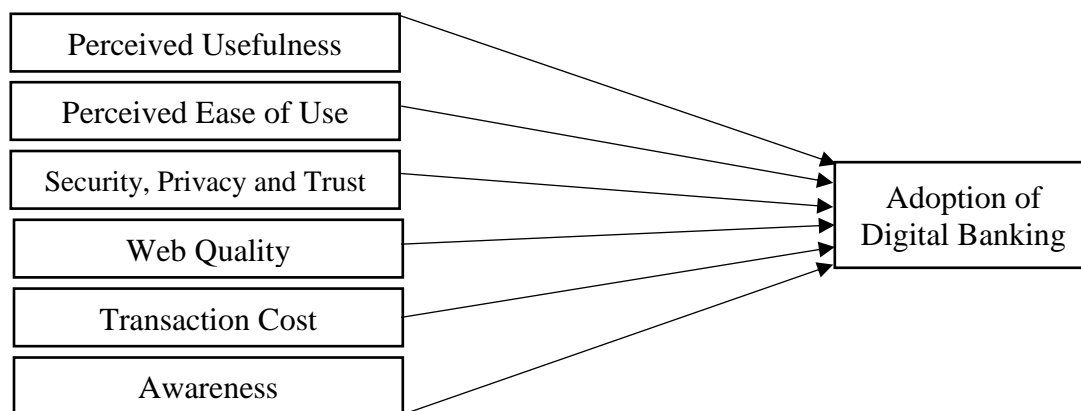 Perceived Usefulness
Perceived Ease of Use
Security, Privacy and Trust
Web Quality
Transaction Cost
Awareness
Adoption of
Digital Banking